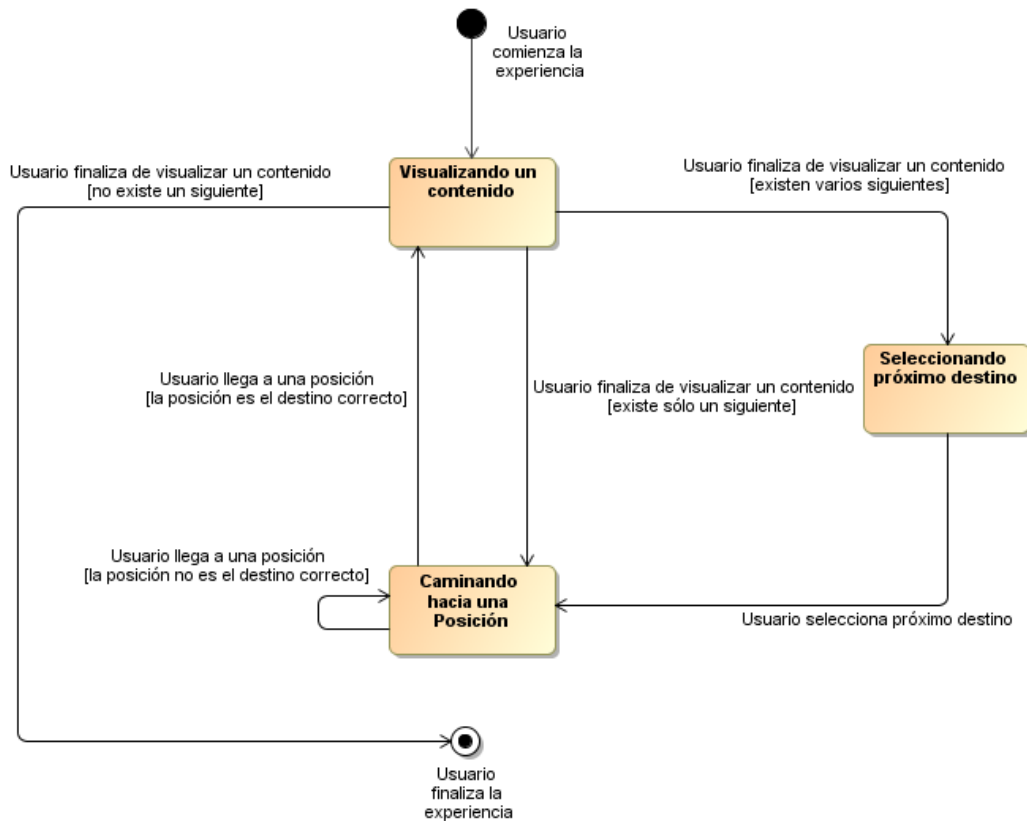 Usuario
comienza la
experiencia
Usuario finaliza de visualizar un contenido
[no existe un siguiente]
Visualizando un
contenido
Usuario finaliza de visualizar un contenido
[existen varios siguientes]
Seleccionando
próximo destino
Usuario llega a una posición
[la posición es el destino correcto]
Usuario finaliza de visualizar un contenido
[existe sólo un siguiente]
Usuario llega a una posición
[la posición no es el destino correcto]
Caminando
hacia una
Posición
Usuario selecciona próximo destino
Usuario
finaliza la
experiencia